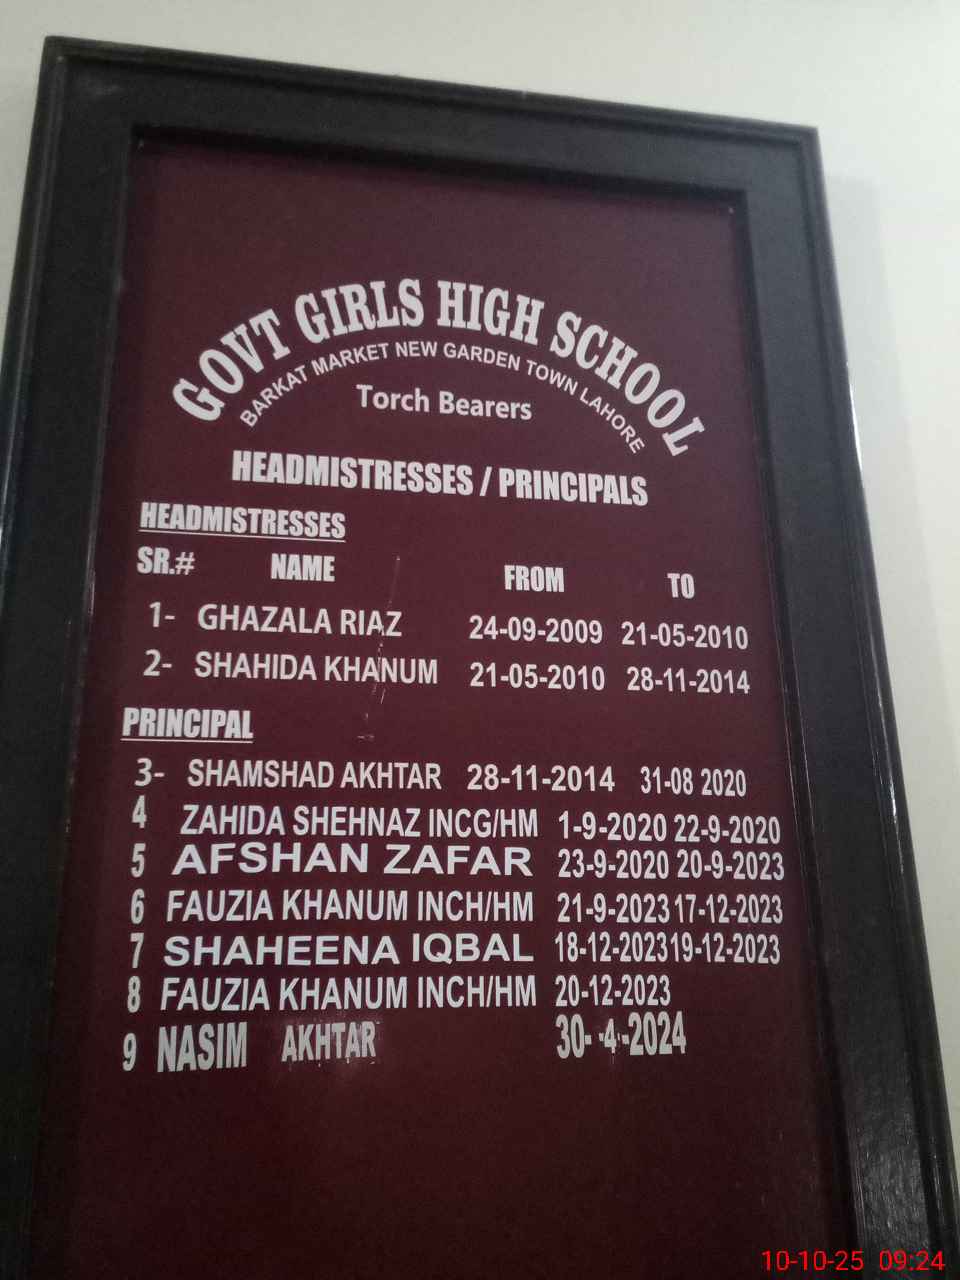 GOVT GIRLS HIGH SCHOOL
BARKAT MARKET NEW GARDEN TOWN LAHORE
Torch Bearers
HEADMISTRESSES / PRINCIPALS
HEADMISTRESSES
SR.# NAME FROM TO
1- GHAZALA RIAZ 24-09-2009 21-05-2010
2- SHAHIDA KHANUM 21-05-2010 28-11-2014
PRINCIPAL
3- SHAMSHAD AKHTAR 28-11-2014 31-08 2020
4 ZAHIDA SHEHNAZ INCG/HM 1-9-2020 22-9-2020
5 AFSHAN ZAFAR 23-9-2020 20-9-2023
6 FAUZIA KHANUM INCH/HM 21-9-2023 17-12-2023
7 SHAHEENA IQBAL 18-12-2023 19-12-2023
8 FAUZIA KHANUM INCH/HM 20-12-2023
9 NASIM AKHTAR 30-4-2024
10-10-25 09:24